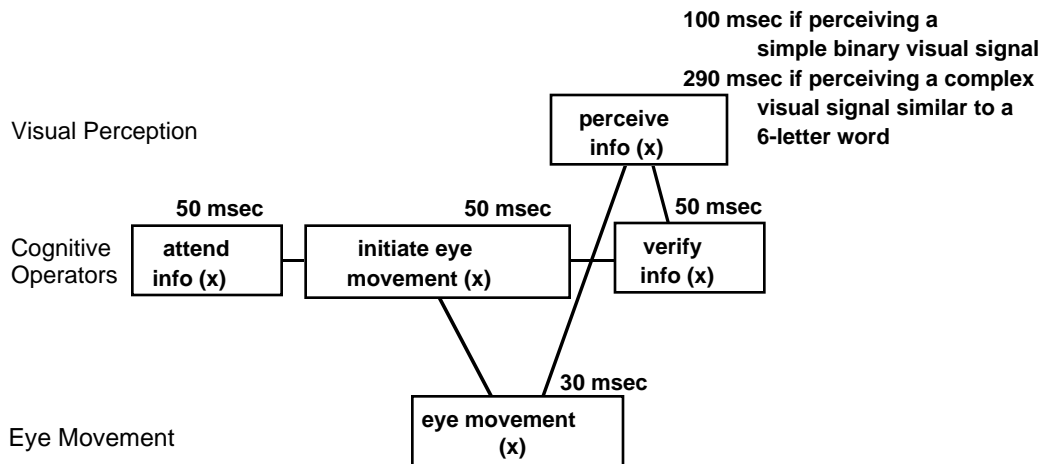 100 msec if perceiving a
simple binary visual signal
290 msec if perceiving a complex
visual signal similar to a
6-letter word
Visual Perception
perceive
info (x)
50 msec
50 msec
50 msec
Cognitive
Operators
attend
info (x)
initiate eye
movement (x)
verify
info (x)
30 msec
Eye Movement
eye movement
(x)